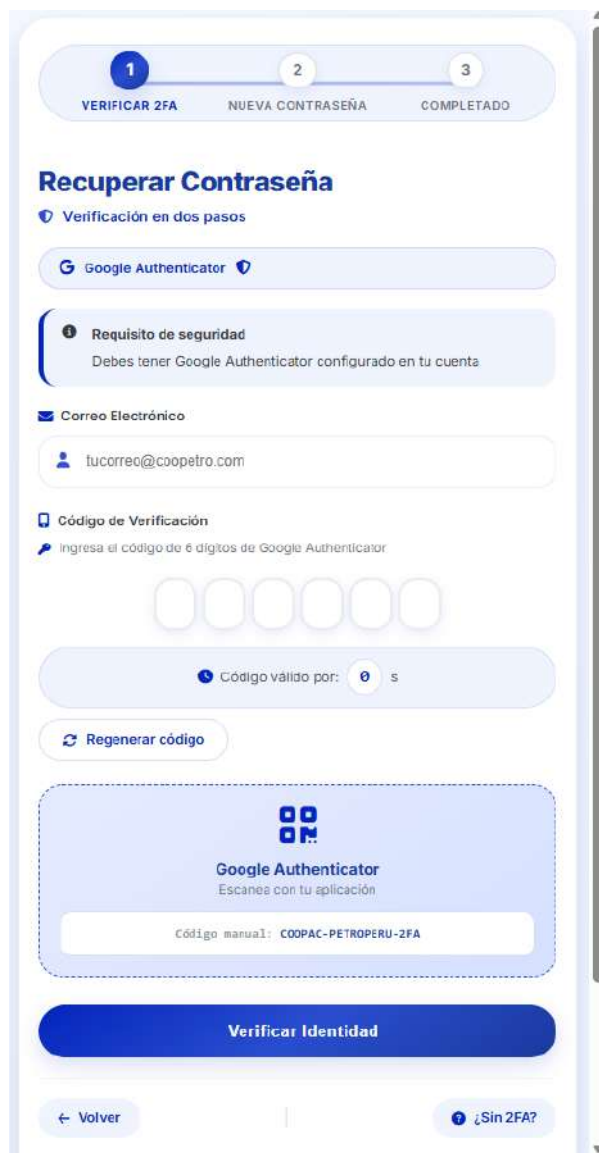 1
2
3
VERIFICAR 2FA
NUEVA CONTRASEÑA
COMPLETADO
Recuperar Contraseña
Verificación en dos pasos
G Google Authenticator
Requisito de seguridad
Debes tener Google Authenticator configurado en tu cuenta
Correo Electrónico
tucorreo@coopetro.com
Código de Verificación
Ingresa el código de 6 dígitos de Google Authenticator
Código válido por: 0 s
Regenerar código
Google Authenticator
Escanea con tu aplicación
Código manual: COOPAC-PETROPERU-2FA
Verificar Identidad
← Volver
¿Sin 2FA?